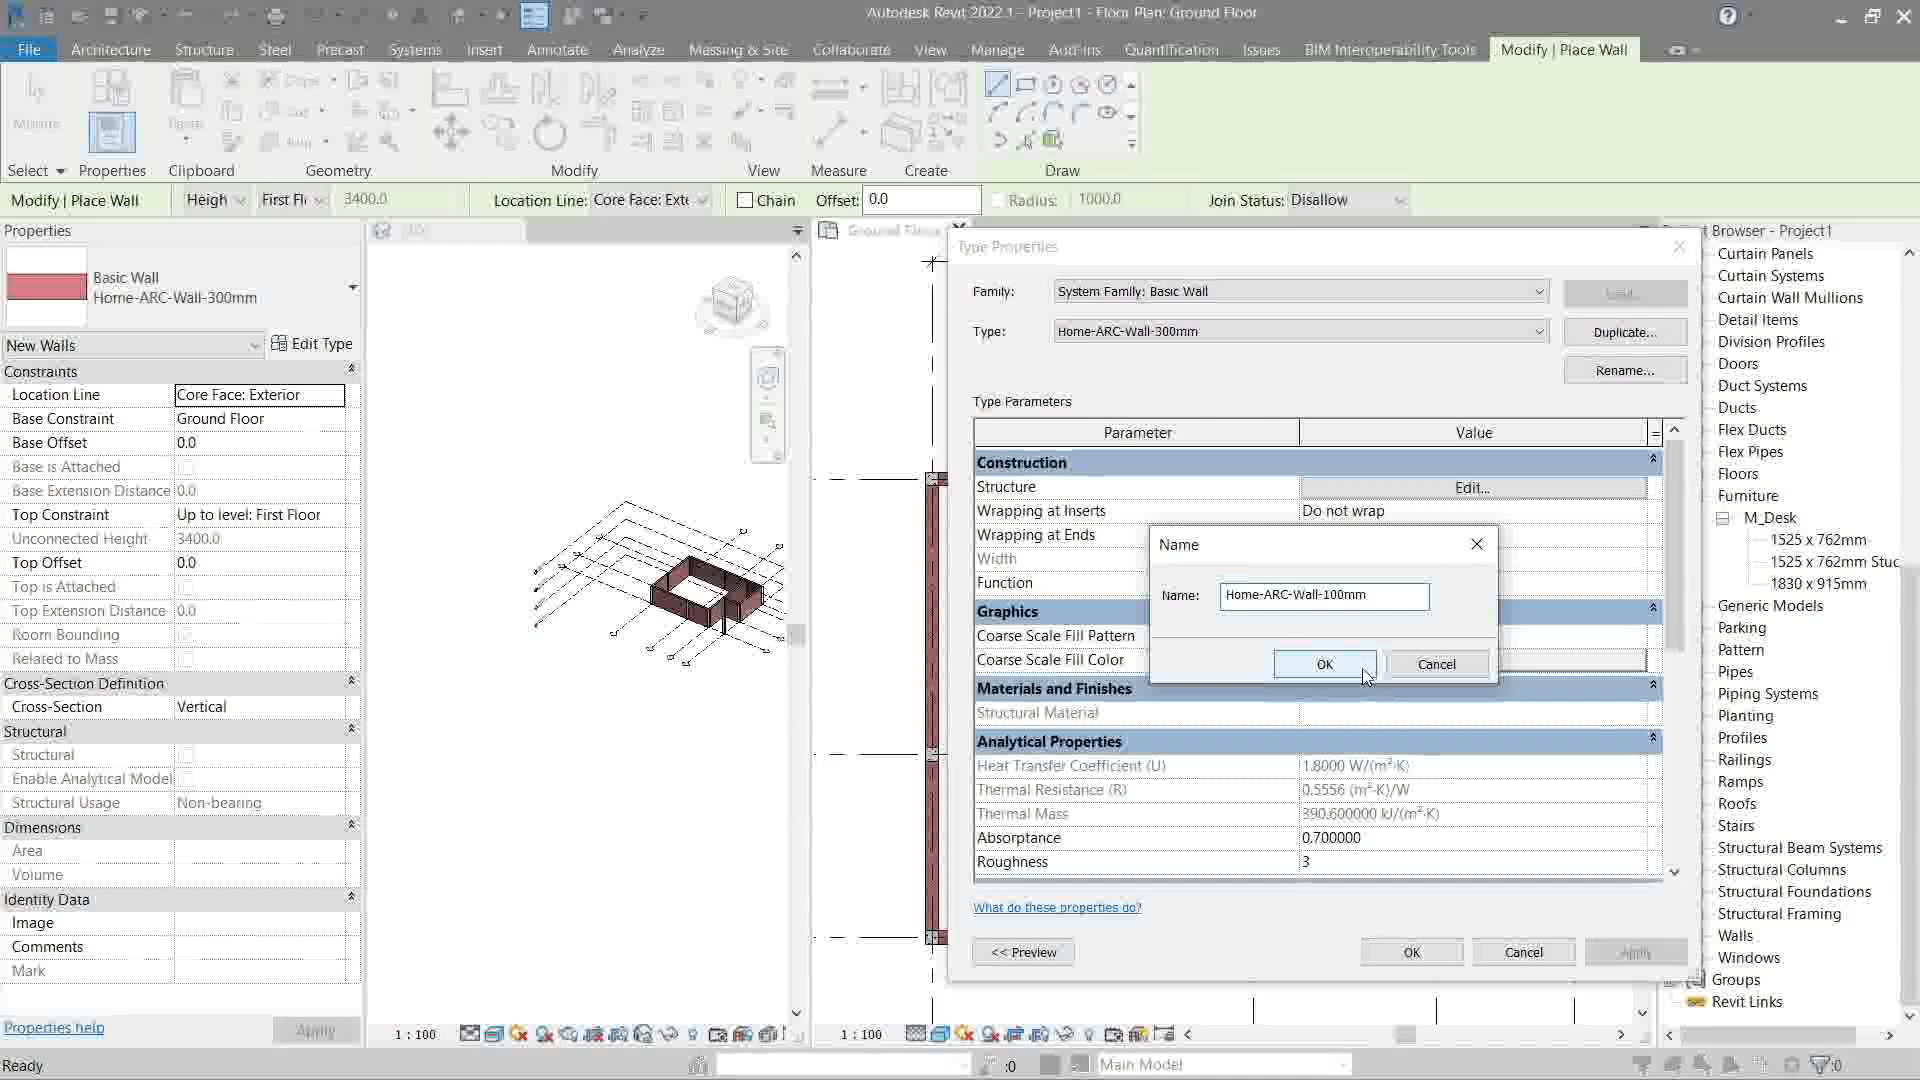 Autodesk Revit 2022.1 - Project1 - Floor Plan: Ground Floor
File Architecture Structure Steel Precast Systems Insert Annotate Analyze Massing & Site Collaborate View Manage Add-Ins Quantification Issues BIM Interoperability Tools Modify | Place Wall
Modify
Paste
Cope
Cut
Join
Select Properties Clipboard Geometry Modify View Measure Create Draw
Modify | Place Wall Heigh First Fl 3400.0 Location Line: Core Face: Exte Chain Offset: 0.0 Radius: 1000.0 Join Status: Disallow
Properties
Basic Wall
Home-ARC-Wall-300mm
New Walls Edit Type
Constraints
Location Line Core Face: Exterior
Base Constraint Ground Floor
Base Offset 0.0
Base is Attached
Base Extension Distance 0.0
Top Constraint Up to level: First Floor
Unconnected Height 3400.0
Top Offset 0.0
Top is Attached
Top Extension Distance 0.0
Room Bounding
Related to Mass
Cross-Section Definition
Cross-Section Vertical
Structural
Structural
Enable Analytical Model
Structural Usage Non-bearing
Dimensions
Area
Volume
Identity Data
Image
Comments
Mark
Properties help Apply
Ready
Ground Floor
1 : 100
1 : 100
:0 Main Model
:0
Type Properties
Family: System Family: Basic Wall
Type: Home-ARC-Wall-300mm Duplicate...
Rename...
Type Parameters
Parameter Value =
Construction
Structure Edit...
Wrapping at Inserts Do not wrap
Wrapping at Ends
Width
Function
Graphics
Coarse Scale Fill Pattern
Coarse Scale Fill Color
Materials and Finishes
Structural Material
Analytical Properties
Heat Transfer Coefficient (U) 1.8000 W/(m²·K)
Thermal Resistance (R) 0.5556 (m²·K)/W
Thermal Mass 390.600000 kJ/(m²·K)
Absorptance 0.700000
Roughness 3
What do these properties do?
<< Preview OK Cancel Apply
Name
Name: Home-ARC-Wall-100mm
OK Cancel
t Browser - Project1
Curtain Panels
Curtain Systems
Curtain Wall Mullions
Detail Items
Division Profiles
Doors
Duct Systems
Ducts
Flex Ducts
Flex Pipes
Floors
Furniture
M_Desk
1525 x 762mm
1525 x 762mm Stuc
1830 x 915mm
Generic Models
Parking
Pattern
Pipes
Piping Systems
Planting
Profiles
Railings
Ramps
Roofs
Stairs
Structural Beam Systems
Structural Columns
Structural Foundations
Structural Framing
Walls
Windows
Groups
Revit Links